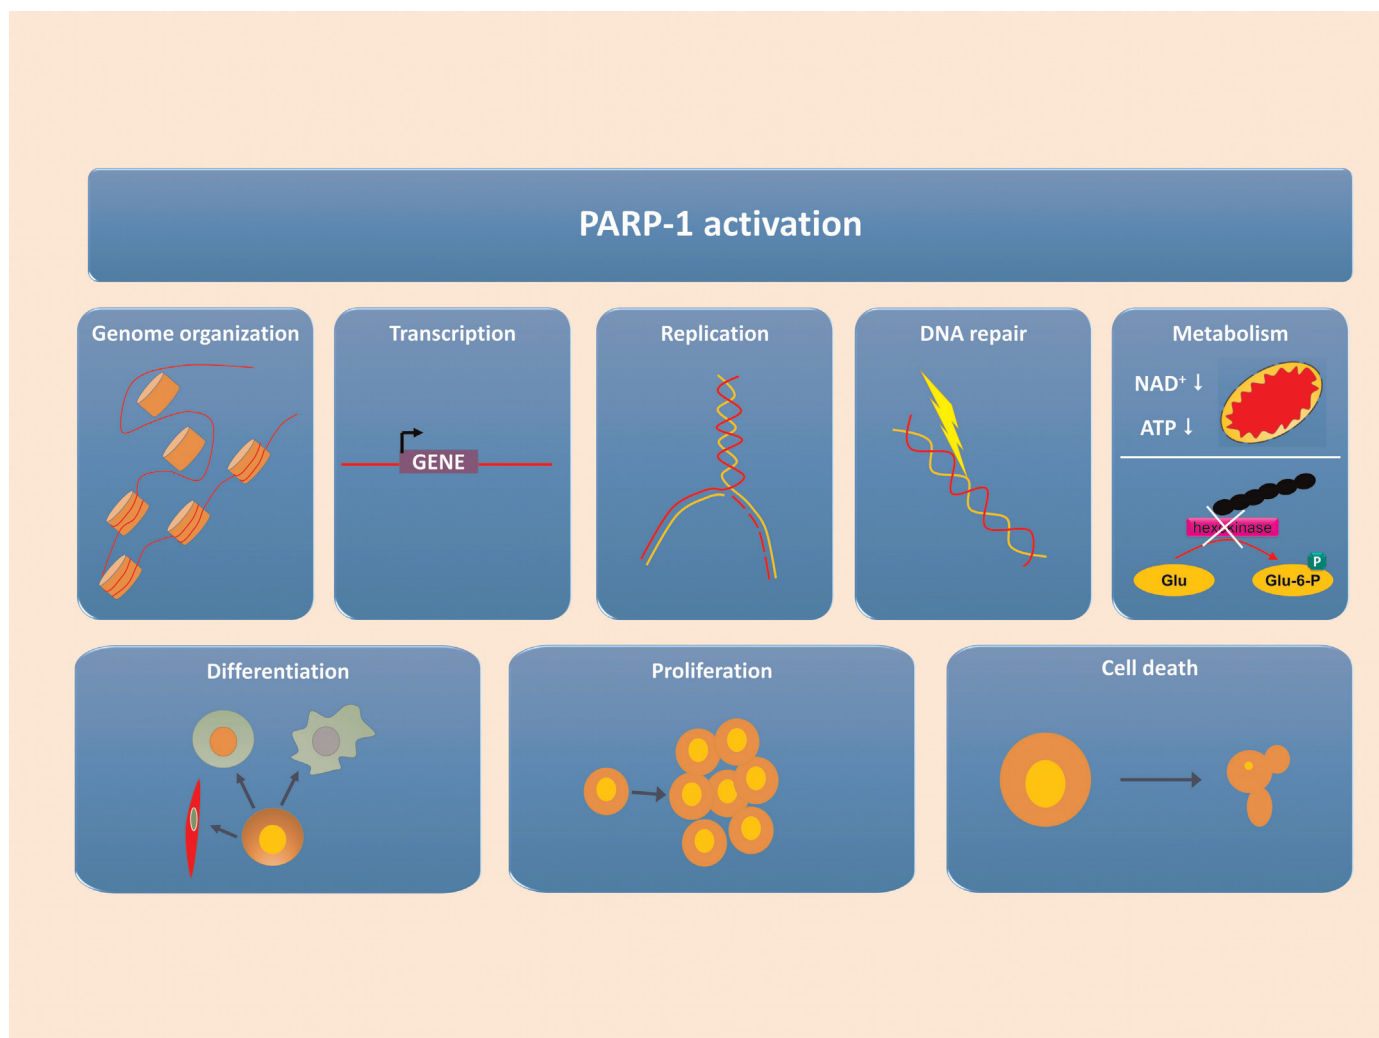 PARP-1 activation
Genome organization
Transcription
GENE
Replication
DNA repair
Metabolism
NAD⁺ ↓
ATP ↓
hexokinase
P
Glu
Glu-6-P
Differentiation
Proliferation
Cell death